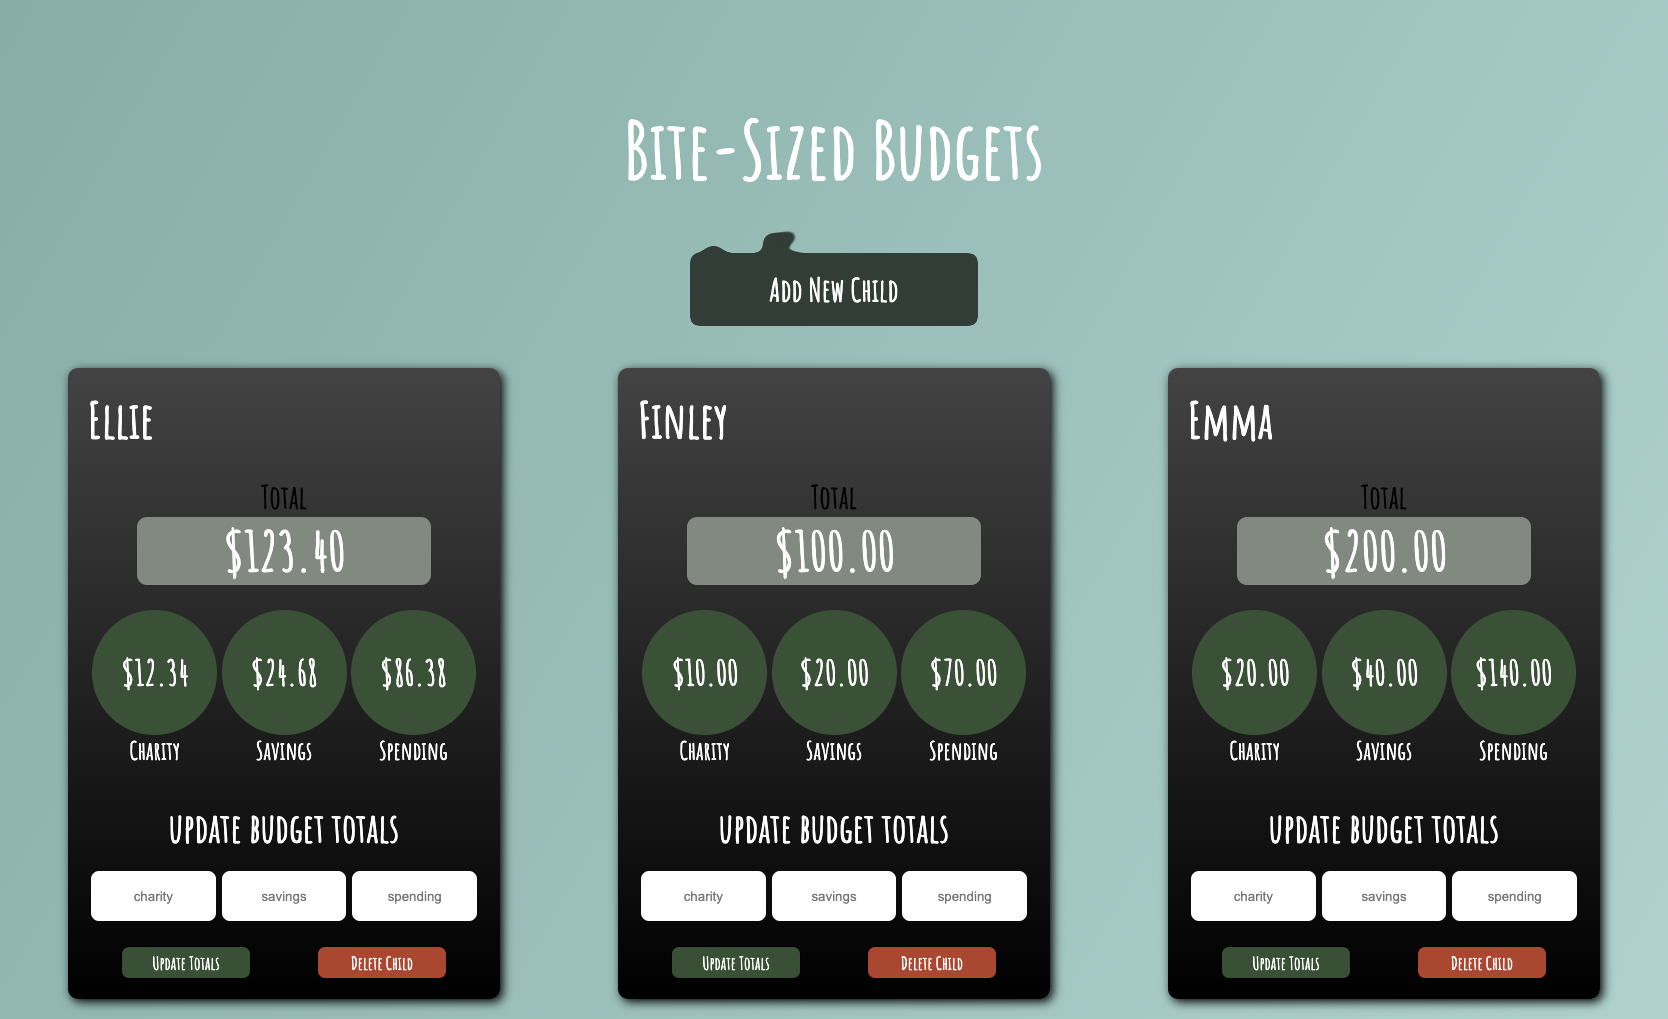 Bite-Sized Budgets
Add New Child
Ellie
Total
$123.40
$12.34 $24.68 $86.38
Charity Savings Spending
update budget totals
charity savings spending
Update Totals Delete Child
Finley
Total
$100.00
$10.00 $20.00 $70.00
Charity Savings Spending
update budget totals
charity savings spending
Update Totals Delete Child
Emma
Total
$200.00
$20.00 $40.00 $140.00
Charity Savings Spending
update budget totals
charity savings spending
Update Totals Delete Child